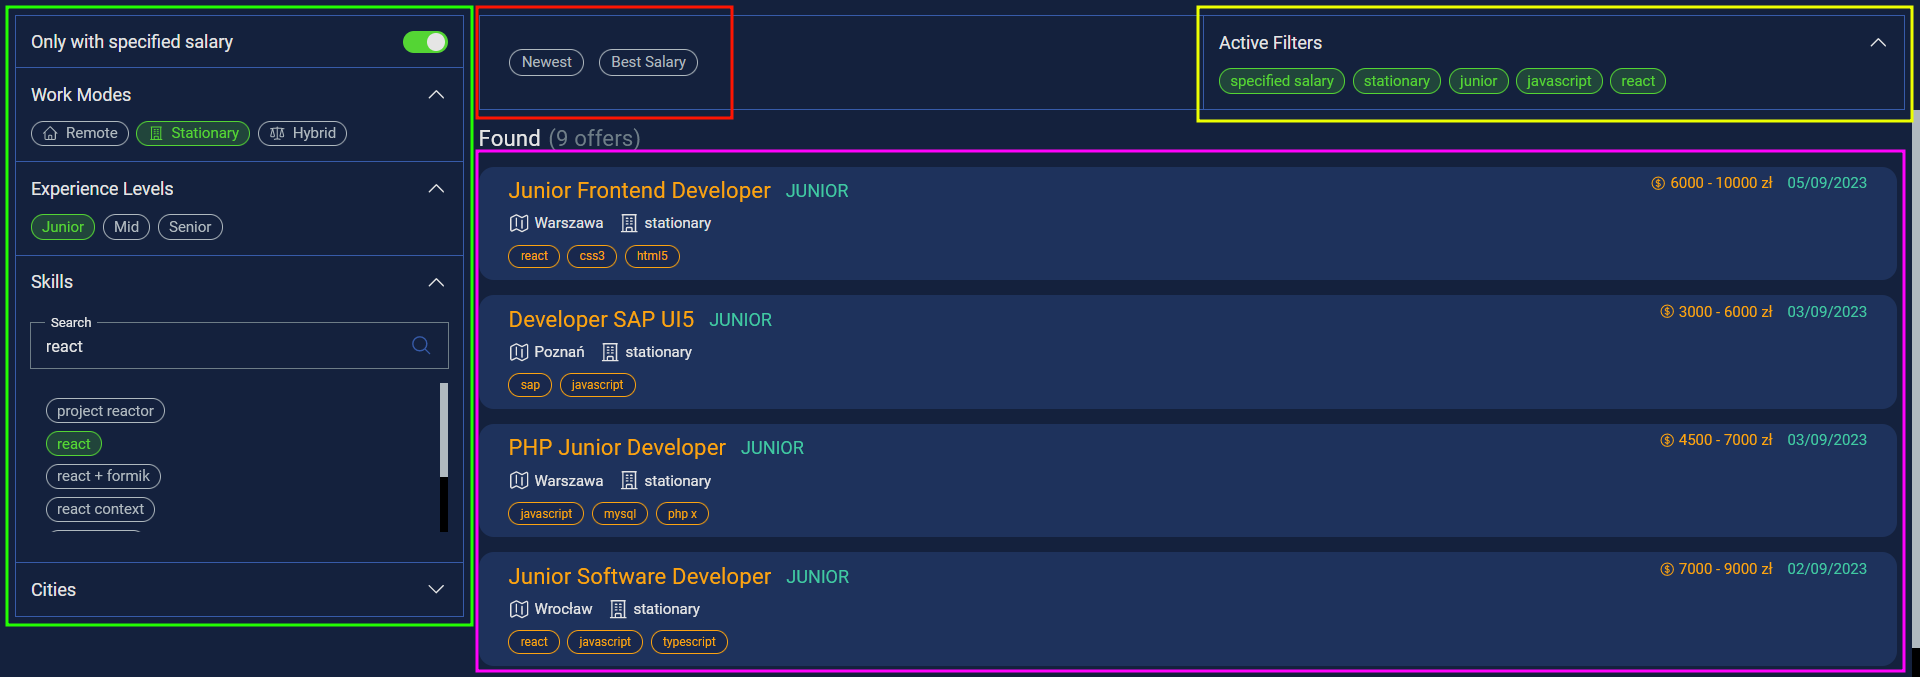 Only with specified salary
Work Modes
Remote Stationary Hybrid
Experience Levels
Junior Mid Senior
Skills
Search
react
project reactor
react
react + formik
react context
Cities
Newest Best Salary
Active Filters
specified salary stationary junior javascript react
Found (9 offers)
Junior Frontend Developer JUNIOR 6000 - 10000 zł 05/09/2023
Warszawa stationary
react css3 html5
Developer SAP UI5 JUNIOR 3000 - 6000 zł 03/09/2023
Poznań stationary
sap javascript
PHP Junior Developer JUNIOR 4500 - 7000 zł 03/09/2023
Warszawa stationary
javascript mysql php x
Junior Software Developer JUNIOR 7000 - 9000 zł 02/09/2023
Wrocław stationary
react javascript typescript